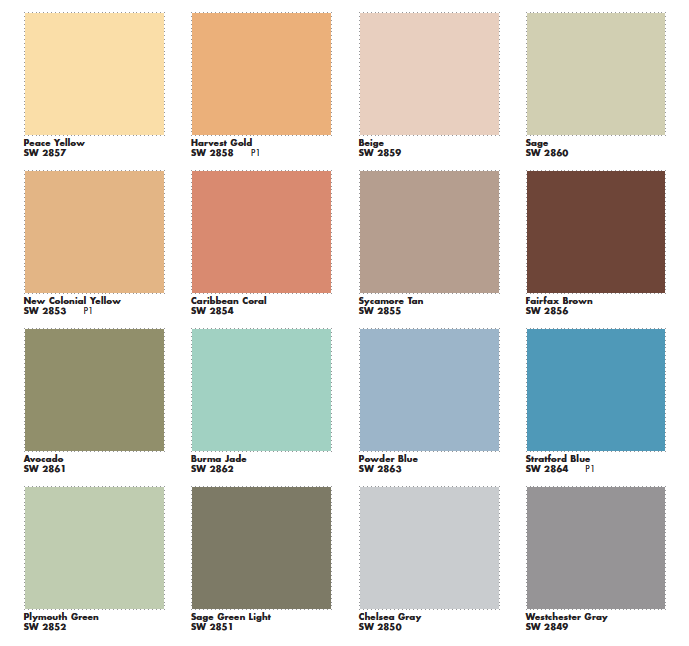 Peace Yellow
SW 2857
Harvest Gold
SW 2858 P1
Beige
SW 2859
Sage
SW 2860
New Colonial Yellow
SW 2853 P1
Caribbean Coral
SW 2854
Sycamore Tan
SW 2855
Fairfax Brown
SW 2856
Avocado
SW 2861
Burma Jade
SW 2862
Powder Blue
SW 2863
Stratford Blue
SW 2864 P1
Plymouth Green
SW 2852
Sage Green Light
SW 2851
Chelsea Gray
SW 2850
Westchester Gray
SW 2849